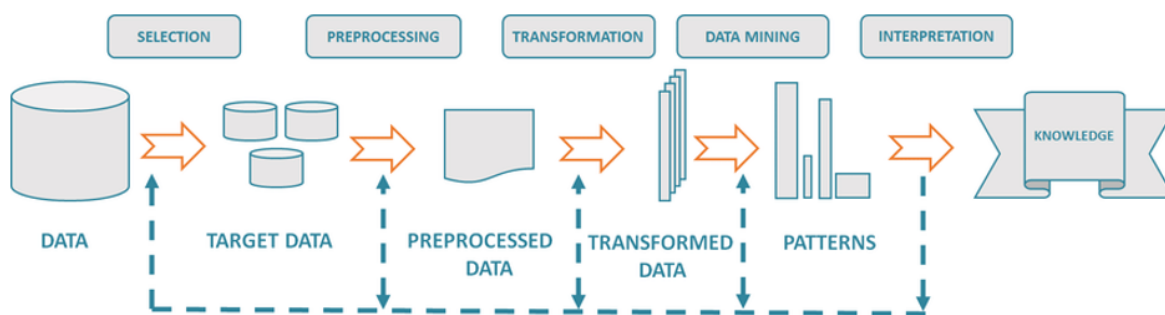 SELECTION
PREPROCESSING
TRANSFORMATION
DATA MINING
INTERPRETATION
KNOWLEDGE
DATA
TARGET DATA
PREPROCESSED
DATA
TRANSFORMED
DATA
PATTERNS